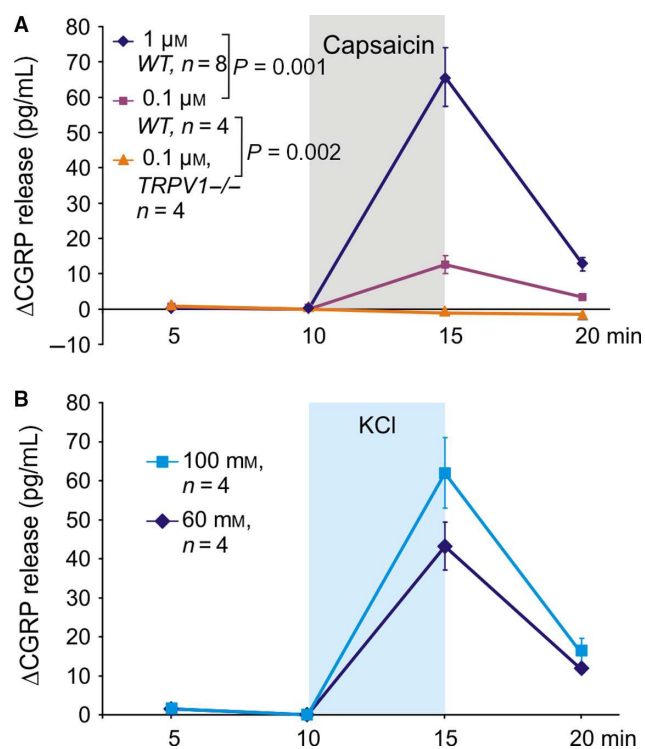 A
80
70
60
50
40
30
20
10
0
–10
ΔCGRP release (pg/mL)
1 μM
WT, n = 8
P = 0.001
0.1 μM
WT, n = 4
P = 0.002
0.1 μM,
TRPV1–/–
n = 4
Capsaicin
5 10 15 20 min
B
80
70
60
50
40
30
20
10
0
ΔCGRP release (pg/mL)
100 mM,
n = 4
60 mM,
n = 4
KCl
5 10 15 20 min